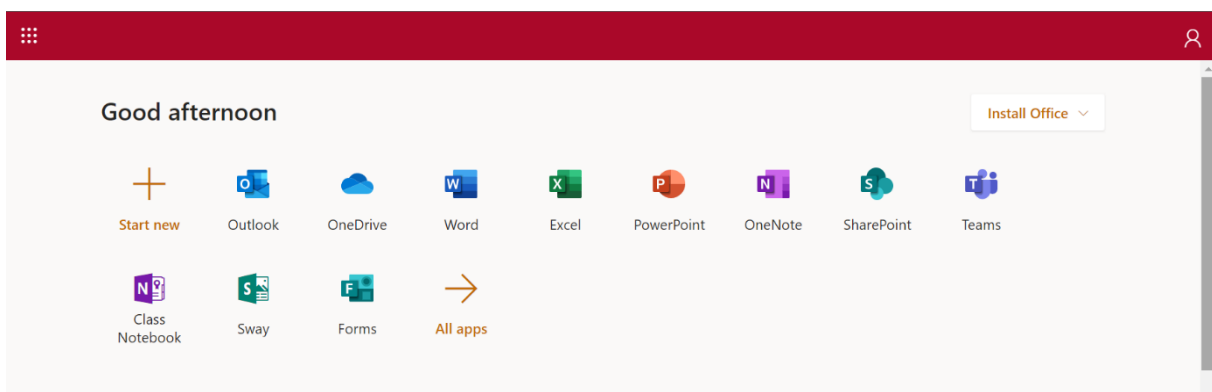 Good afternoon
Install Office
Start new
Outlook
OneDrive
Word
Excel
PowerPoint
OneNote
SharePoint
Teams
Class
Notebook
Sway
Forms
All apps